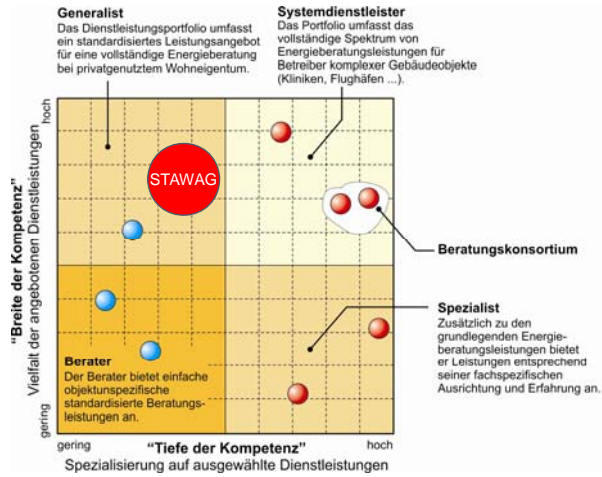 Generalist
Das Dienstleistungsportfolio umfasst
ein standardisiertes Leistungsangebot
für eine vollständige Energieberatung
bei privatgenutztem Wohneigentum.
Systemdienstleister
Das Portfolio umfasst das
vollständige Spektrum von
Energieberatungsleistungen für
Betreiber komplexer Gebäudeobjekte
(Kliniken, Flughäfen ...).
hoch
STAWAG
"Breite der Kompetenz"
Vielfalt der angebotenen Dienstleistungen
Beratungskonsortium
Spezialist
Zusätzlich zu den
grundlegenden Energie-
beratungsleistungen bietet
er Leistungen entsprechend
seiner fachspezifischen
Ausrichtung und Erfahrung an.
Berater
Der Berater bietet einfache
objektunspezifische
standardisierte Beratungs-
leistungen an.
gering
gering
"Tiefe der Kompetenz"
hoch
Spezialisierung auf ausgewählte Dienstleistungen